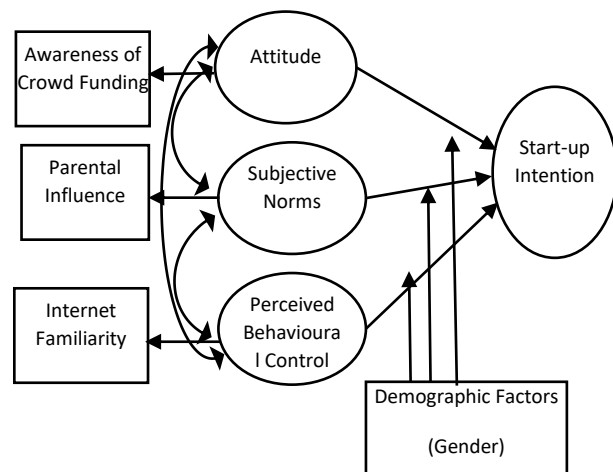 Awareness of
Crowd Funding
Attitude
Parental
Influence
Subjective
Norms
Start-up
Intention
Internet
Familiarity
Perceived
Behavioura
l Control
Demographic Factors
(Gender)